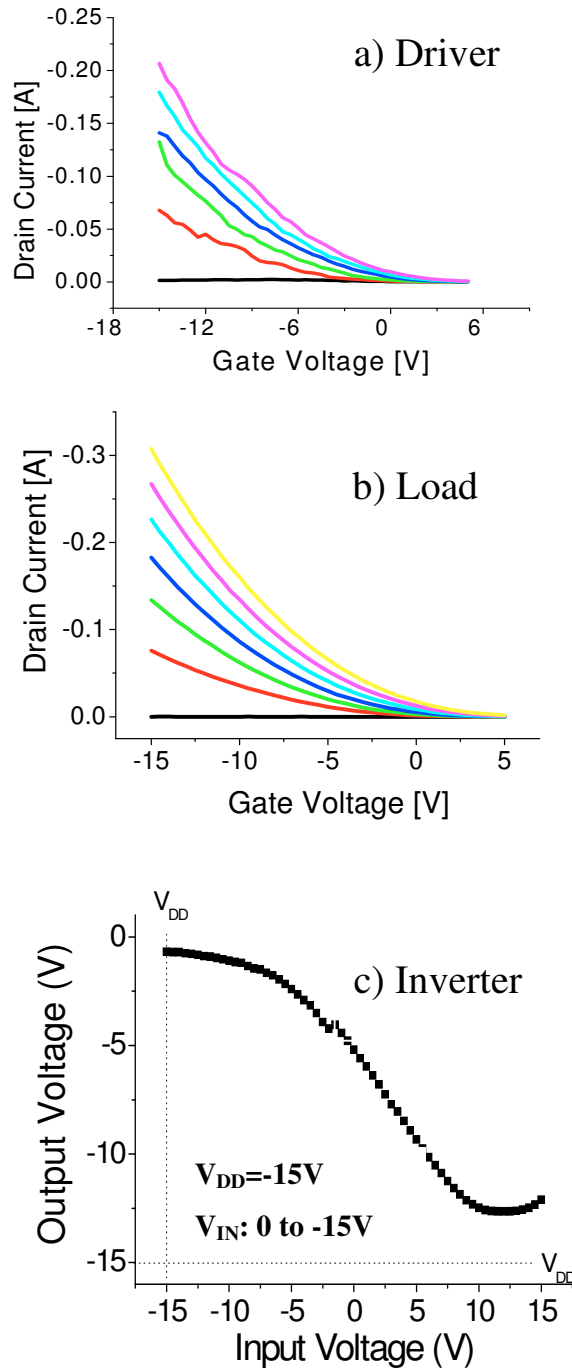 -0.25
-0.20
-0.15
-0.10
-0.05
0.00
Drain Current [A]
a) Driver
-18 -12 -6 0 6
Gate Voltage [V]
-0.3
-0.2
-0.1
0.0
Drain Current [A]
b) Load
-15 -10 -5 0 5
Gate Voltage [V]
V_DD
0
-5
-10
-15
Output Voltage (V)
c) Inverter
V_DD=-15V
V_IN: 0 to -15V
V_DD
-15 -10 -5 0 5 10 15
Input Voltage (V)